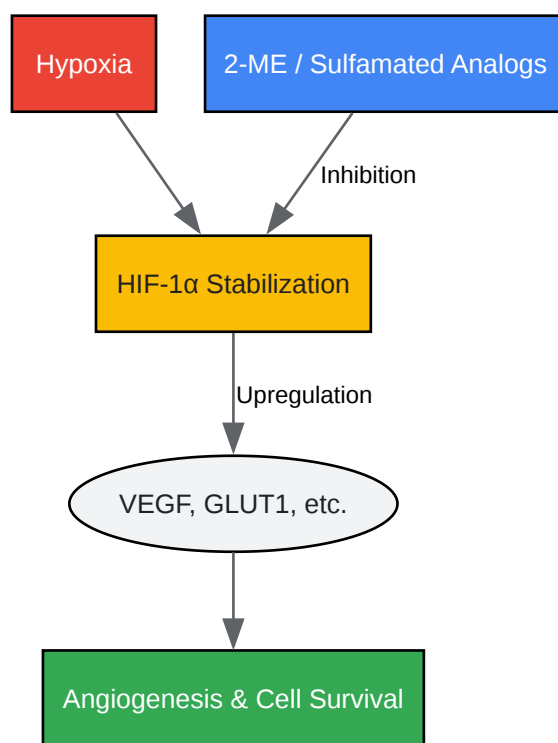 Hypoxia
2-ME / Sulfamated Analogs
Inhibition
HIF-1α Stabilization
Upregulation
VEGF, GLUT1, etc.
Angiogenesis & Cell Survival